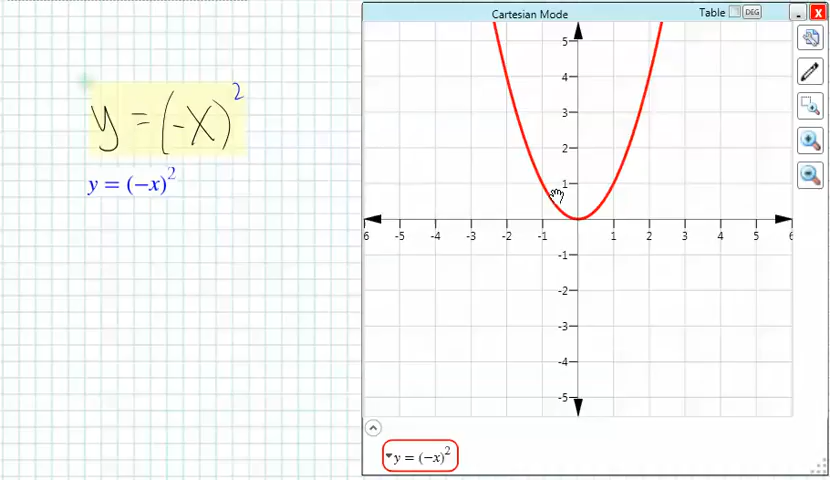 y = (-x)²
y = (−x)²
Cartesian Mode
Table DEG
5
4
3
2
1
6 -5 -4 -3 -2 -1 1 2 3 4 5 6
-1
-2
-3
-4
-5
y = (−x)²